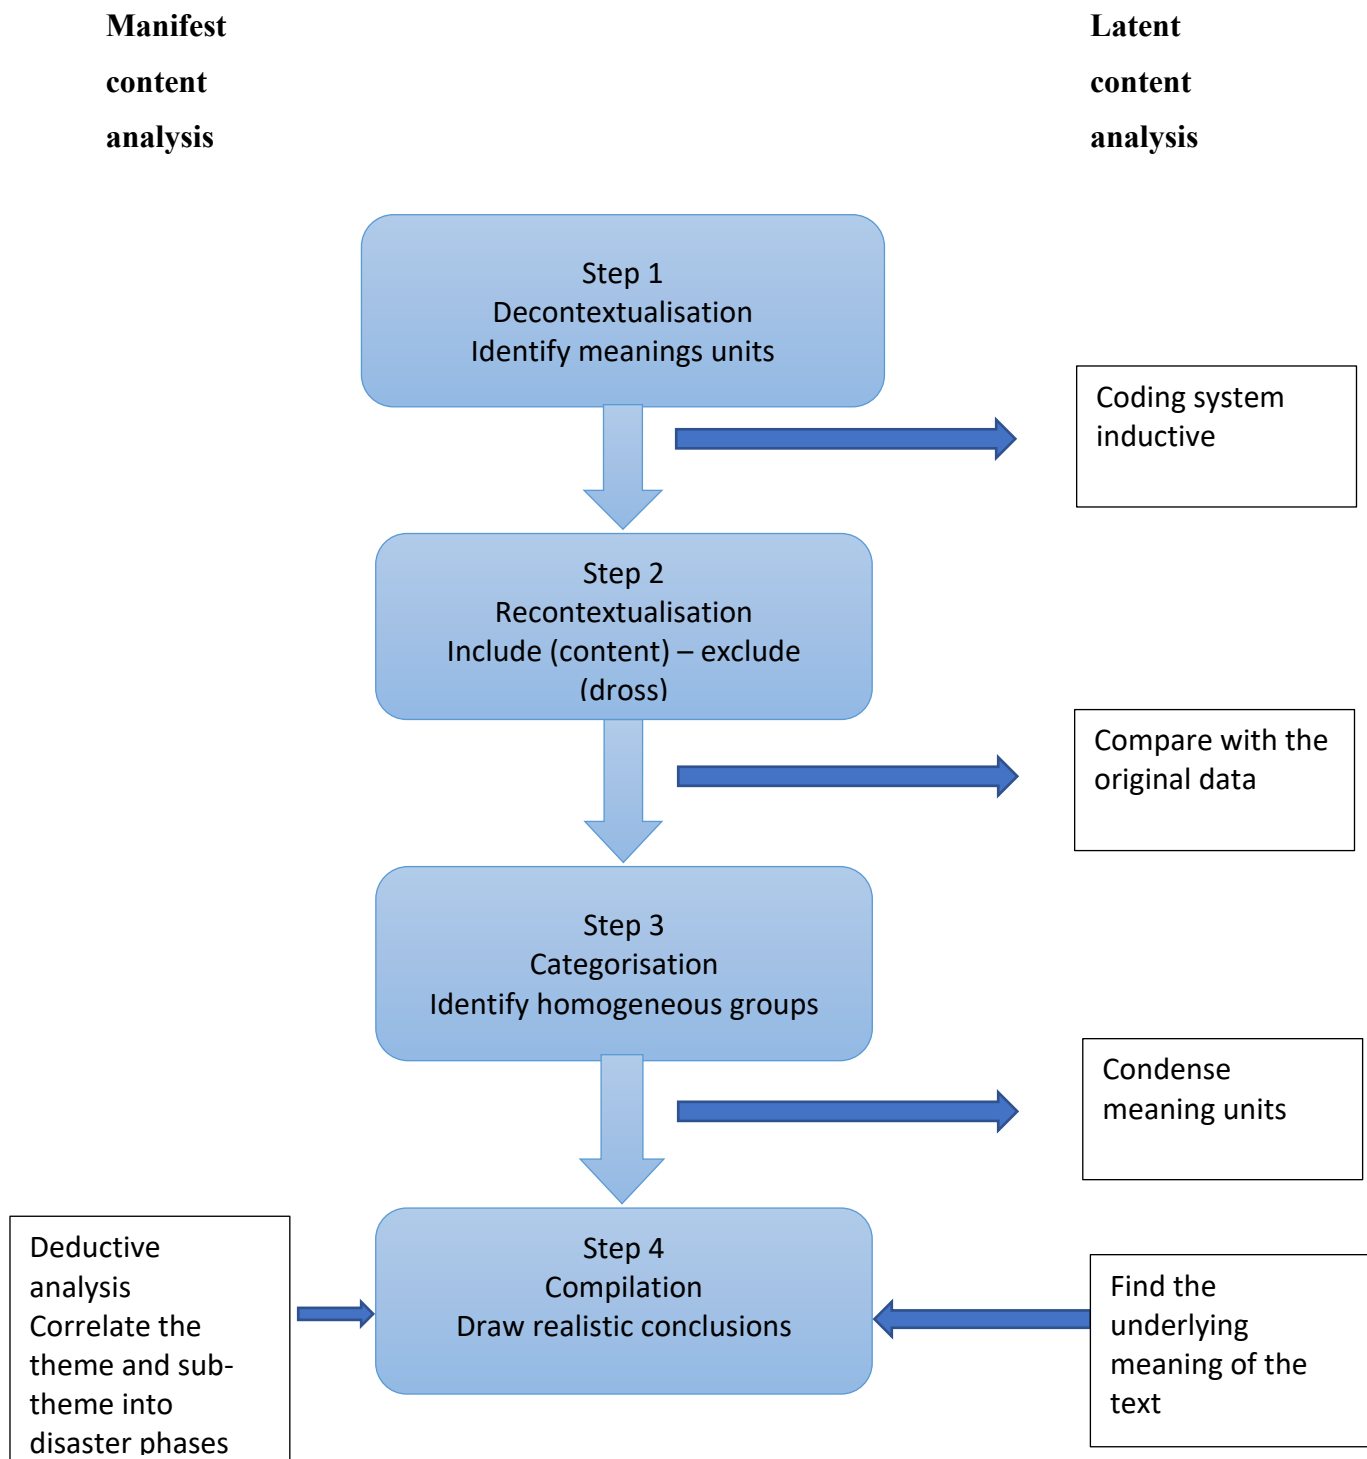 Manifest
content
analysis
Latent
content
analysis
Step 1
Decontextualisation
Identify meanings units
Coding system
inductive
Step 2
Recontextualisation
Include (content) – exclude
(dross)
Compare with the
original data
Step 3
Categorisation
Identify homogeneous groups
Condense
meaning units
Deductive
analysis
Correlate the
theme and sub-
theme into
disaster phases
Step 4
Compilation
Draw realistic conclusions
Find the
underlying
meaning of the
text